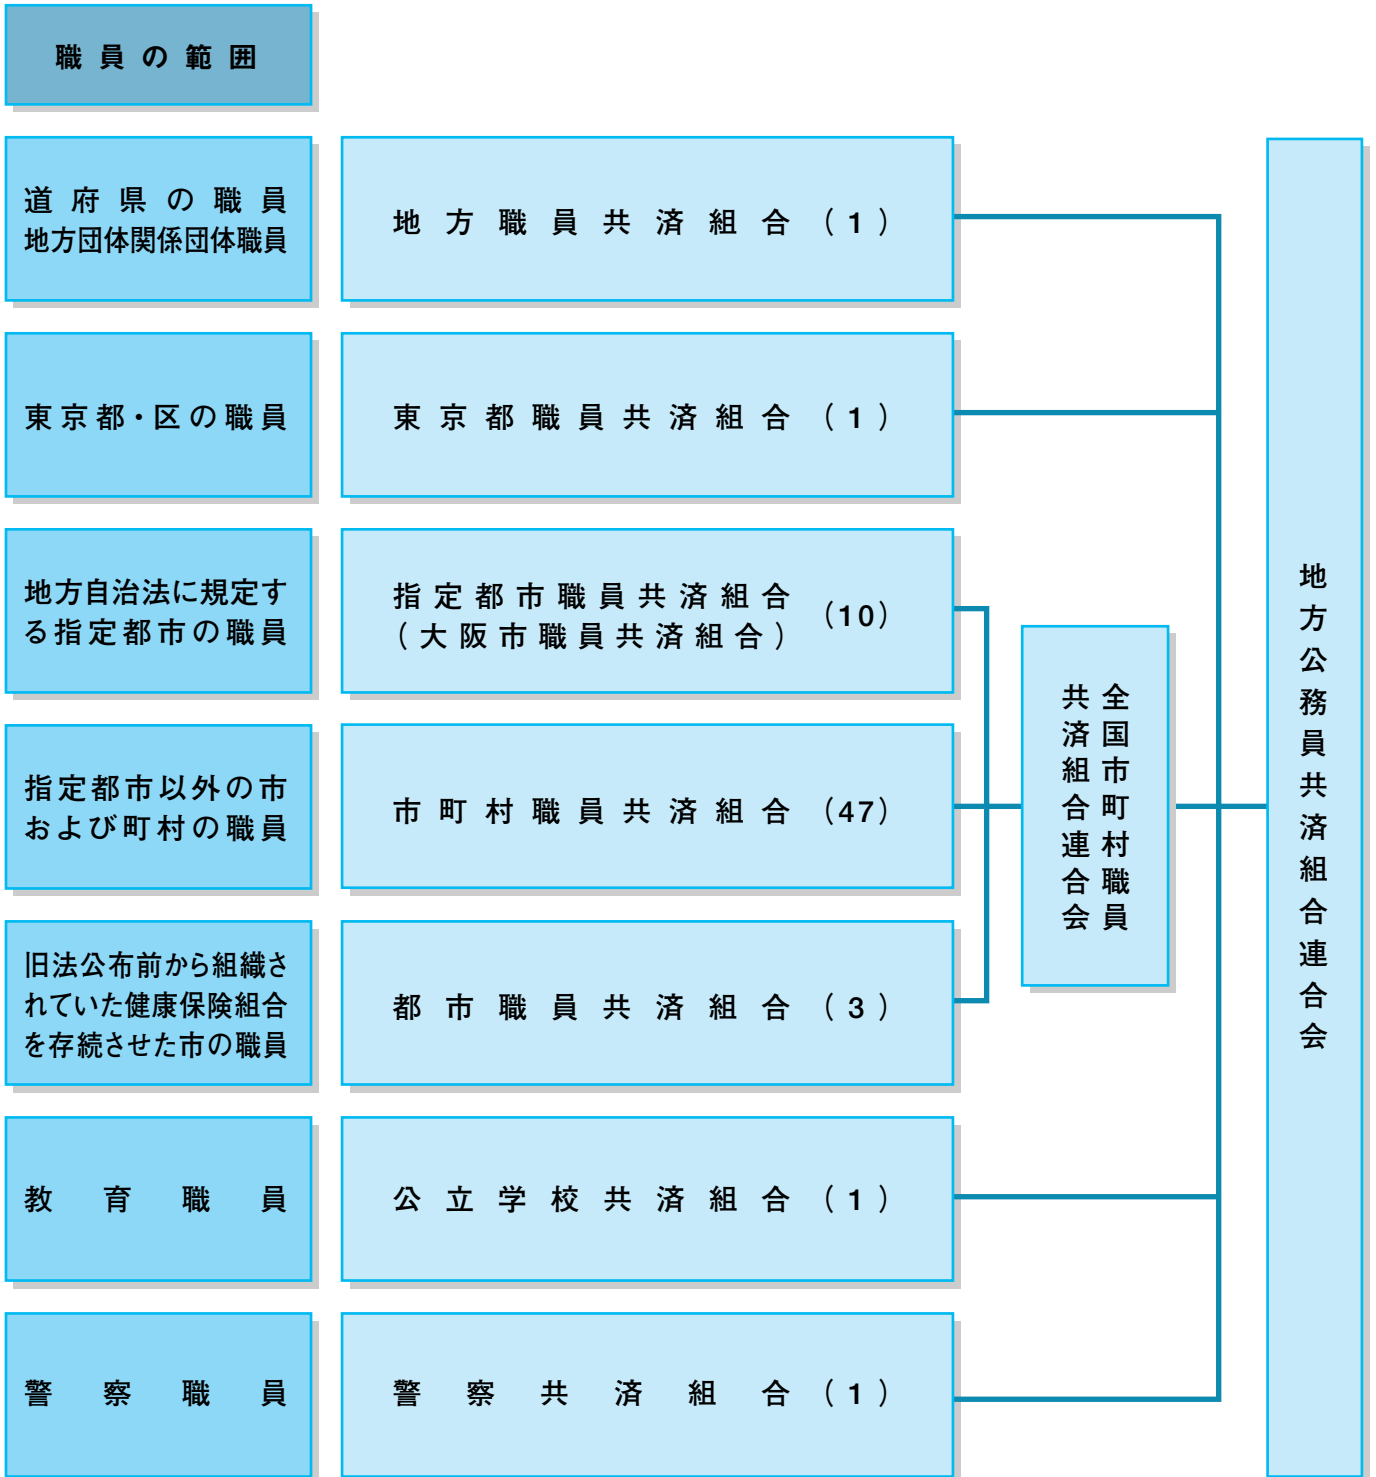 職員の範囲
道府県の職員
地方団体関係団体職員
地方職員共済組合（1）
東京都・区の職員
東京都職員共済組合（1）
地方自治法に規定す
る指定都市の職員
指定都市職員共済組合
（大阪市職員共済組合）
（10）
指定都市以外の市
および町村の職員
市町村職員共済組合（47）
旧法公布前から組織さ
れていた健康保険組合
を存続させた市の職員
都市職員共済組合（3）
教育職員
公立学校共済組合（1）
警察職員
警察共済組合（1）
全国市町村職員
共済組合連合会
地方公務員共済組合連合会